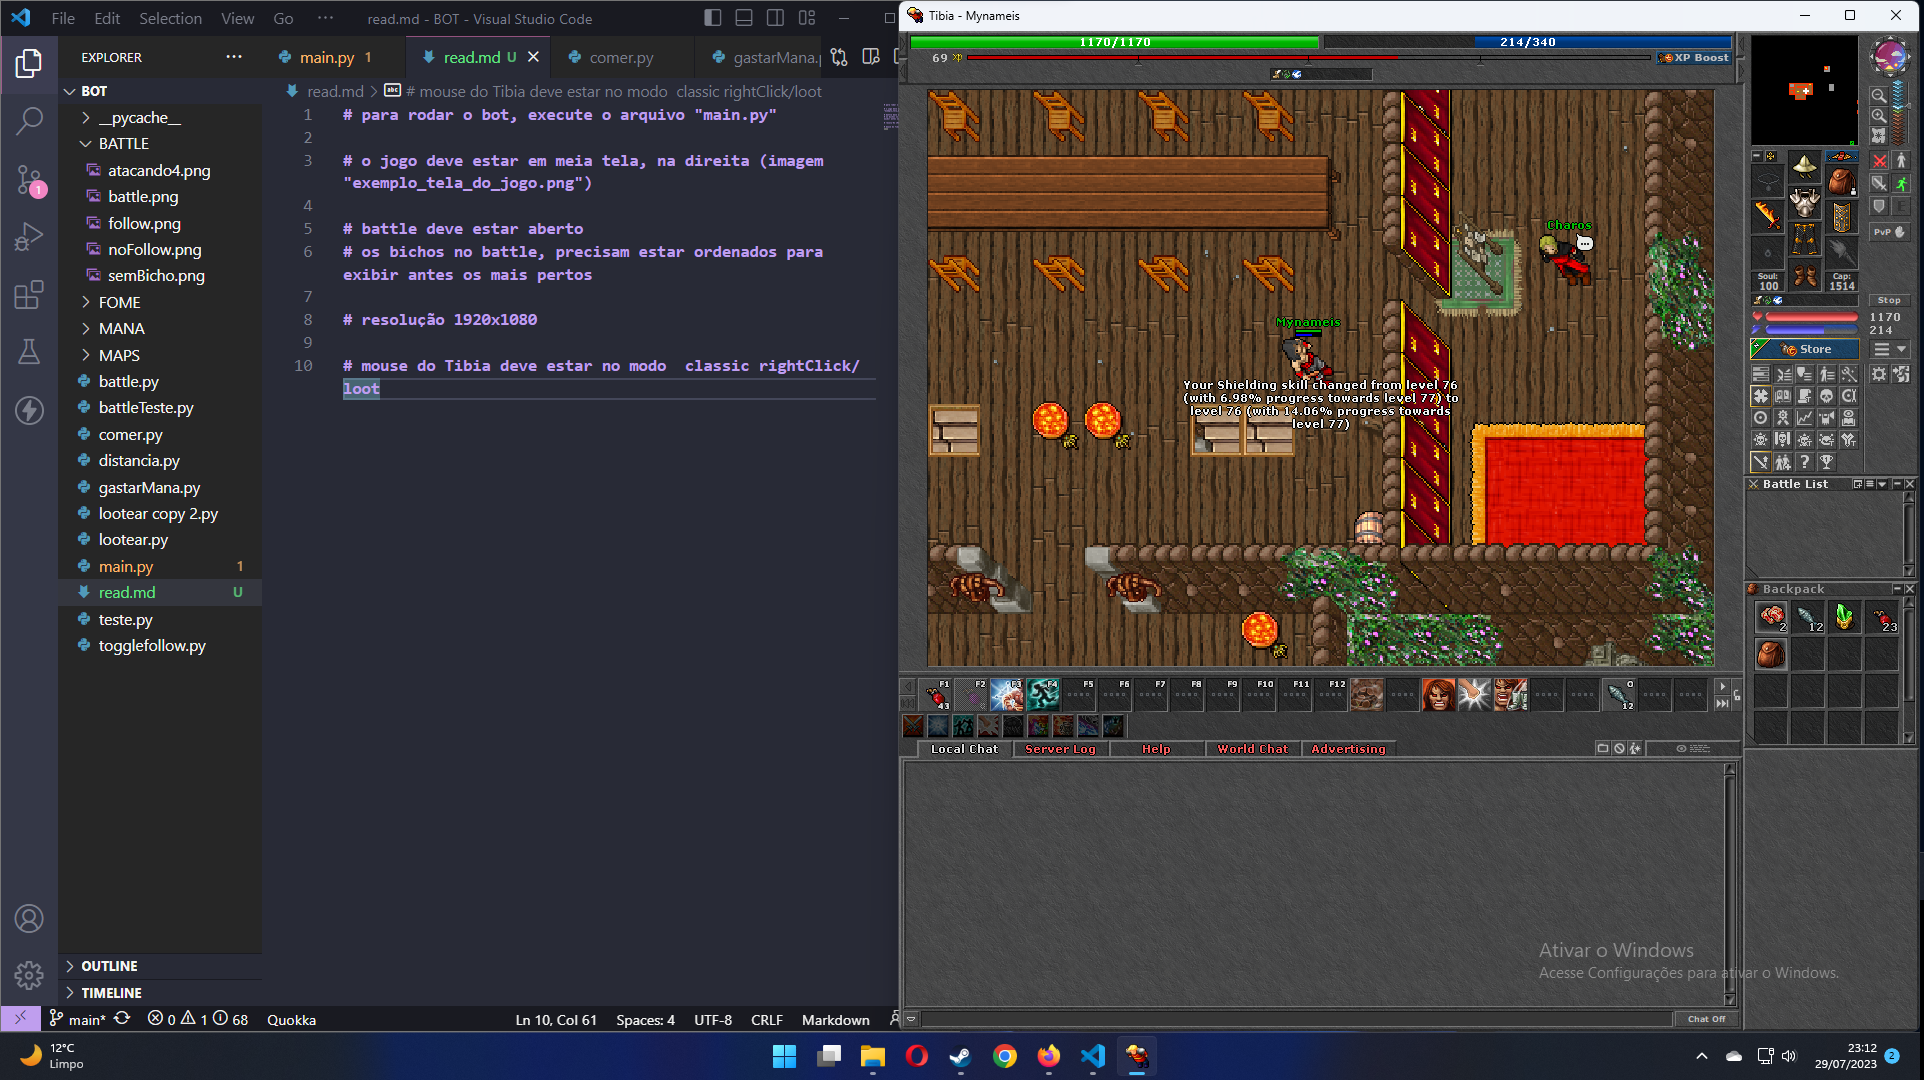 File Edit Selection View Go ··· read.md - BOT - Visual Studio Code
EXPLORER ···
BOT
__pycache__
BATTLE
atacando4.png
battle.png
follow.png
noFollow.png
semBicho.png
FOME
MANA
MAPS
battle.py
battleTeste.py
comer.py
distancia.py
gastarMana.py
lootear copy 2.py
lootear.py
main.py 1
read.md U
teste.py
togglefollow.py
OUTLINE
TIMELINE
1
main.py 1 read.md U comer.py gastarMana.p
read.md > # mouse do Tibia deve estar no modo  classic rightClick/loot
1 # para rodar o bot, execute o arquivo "main.py"
2
3 # o jogo deve estar em meia tela, na direita (imagem
"exemplo_tela_do_jogo.png")
4
5 # battle deve estar aberto
6 # os bichos no battle, precisam estar ordenados para
exibir antes os mais pertos
7
8 # resolução 1920x1080
9
10 # mouse do Tibia deve estar no modo  classic rightClick/
loot
main* 0 1 68 Quokka Ln 10, Col 61 Spaces: 4 UTF-8 CRLF Markdown
Tibia - Mynameis
1170/1170 214/340
69 XP XP Boost
Charos
Mynameis
Your Shielding skill changed from level 76
(with 6.98% progress towards level 77) to
level 76 (with 14.06% progress towards
level 77)
PvP
Soul:
100
Cap:
1514
Stop
1170
214
Store
Battle List
Backpack
2 12 23
F1 F2 F3 F4 F5 F6 F7 F8 F9 F10 F11 F12 0
43 12
Local Chat Server Log Help World Chat Advertising
Ativar o Windows
Acesse Configurações para ativar o Windows.
Chat Off
12°C
Limpo
23:12
29/07/2023
2